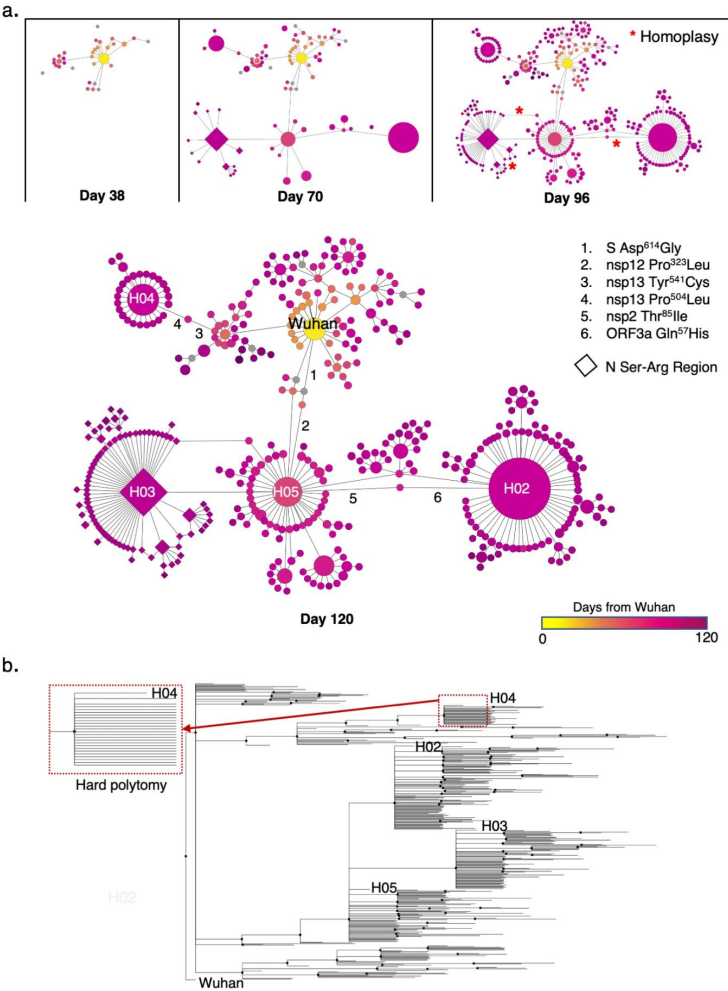 a.
* Homoplasy
*
*
*
Day 38
Day 70
Day 96
1. S Asp⁶¹⁴Gly
2. nsp12 Pro³²³Leu
3. nsp13 Tyr⁵⁴¹Cys
4. nsp13 Pro⁵⁰⁴Leu
5. nsp2 Thr⁸⁵Ile
6. ORF3a Gln⁵⁷His
N Ser-Arg Region
H04
4
3
Wuhan
1
2
H03
H05
5
6
H02
Day 120
Days from Wuhan
0
120
b.
H04
Hard polytomy
H04
H02
H03
H05
H02
Wuhan